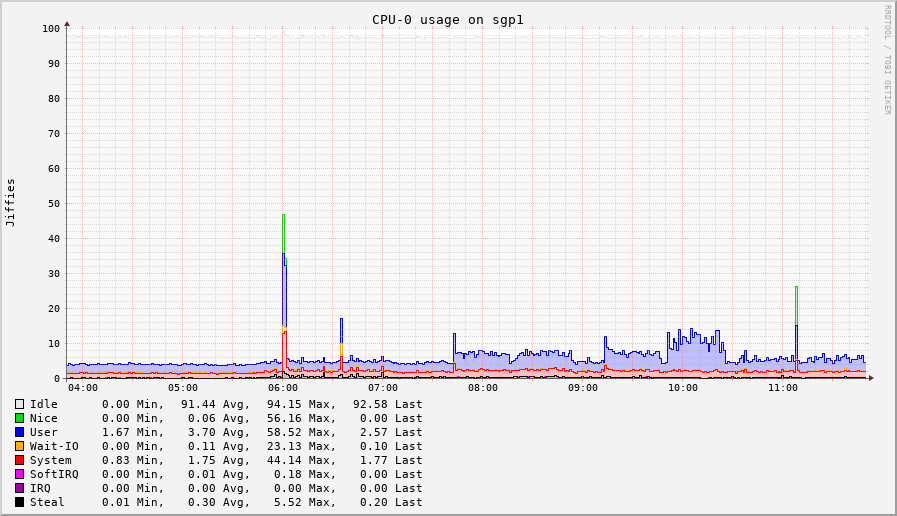 CPU-0 usage on sgp1
RRDTOOL / TOBI OETIKER
Jiffies
100
90
80
70
60
50
40
30
20
10
0
04:00 05:00 06:00 07:00 08:00 09:00 10:00 11:00
Idle 0.00 Min, 91.44 Avg, 94.15 Max, 92.58 Last
Nice 0.00 Min, 0.06 Avg, 56.16 Max, 0.00 Last
User 1.67 Min, 3.70 Avg, 58.52 Max, 2.57 Last
Wait-IO 0.00 Min, 0.11 Avg, 23.13 Max, 0.10 Last
System 0.83 Min, 1.75 Avg, 44.14 Max, 1.77 Last
SoftIRQ 0.00 Min, 0.01 Avg, 0.18 Max, 0.00 Last
IRQ 0.00 Min, 0.00 Avg, 0.00 Max, 0.00 Last
Steal 0.01 Min, 0.30 Avg, 5.52 Max, 0.20 Last